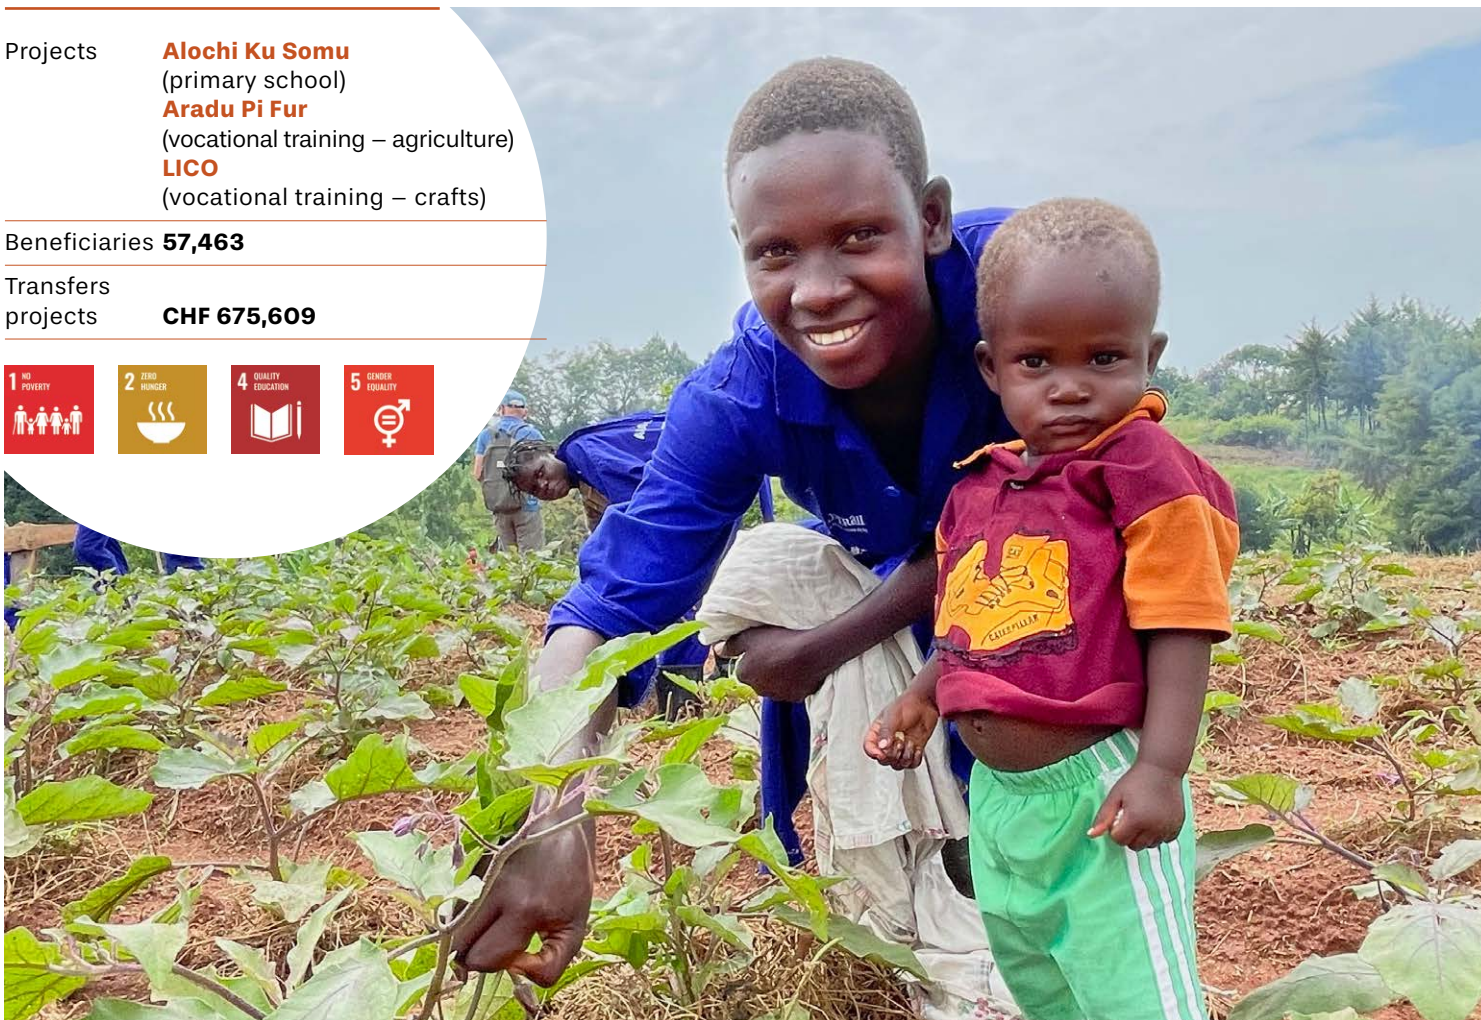 Projects Alochi Ku Somu
(primary school)
Aradu Pi Fur
(vocational training – agriculture)
LICO
(vocational training – crafts)
Beneficiaries 57,463
Transfers
projects CHF 675,609
1 NO
POVERTY
2 ZERO
HUNGER
4 QUALITY
EDUCATION
5 GENDER
EQUALITY
CAT
CATERPILLAR